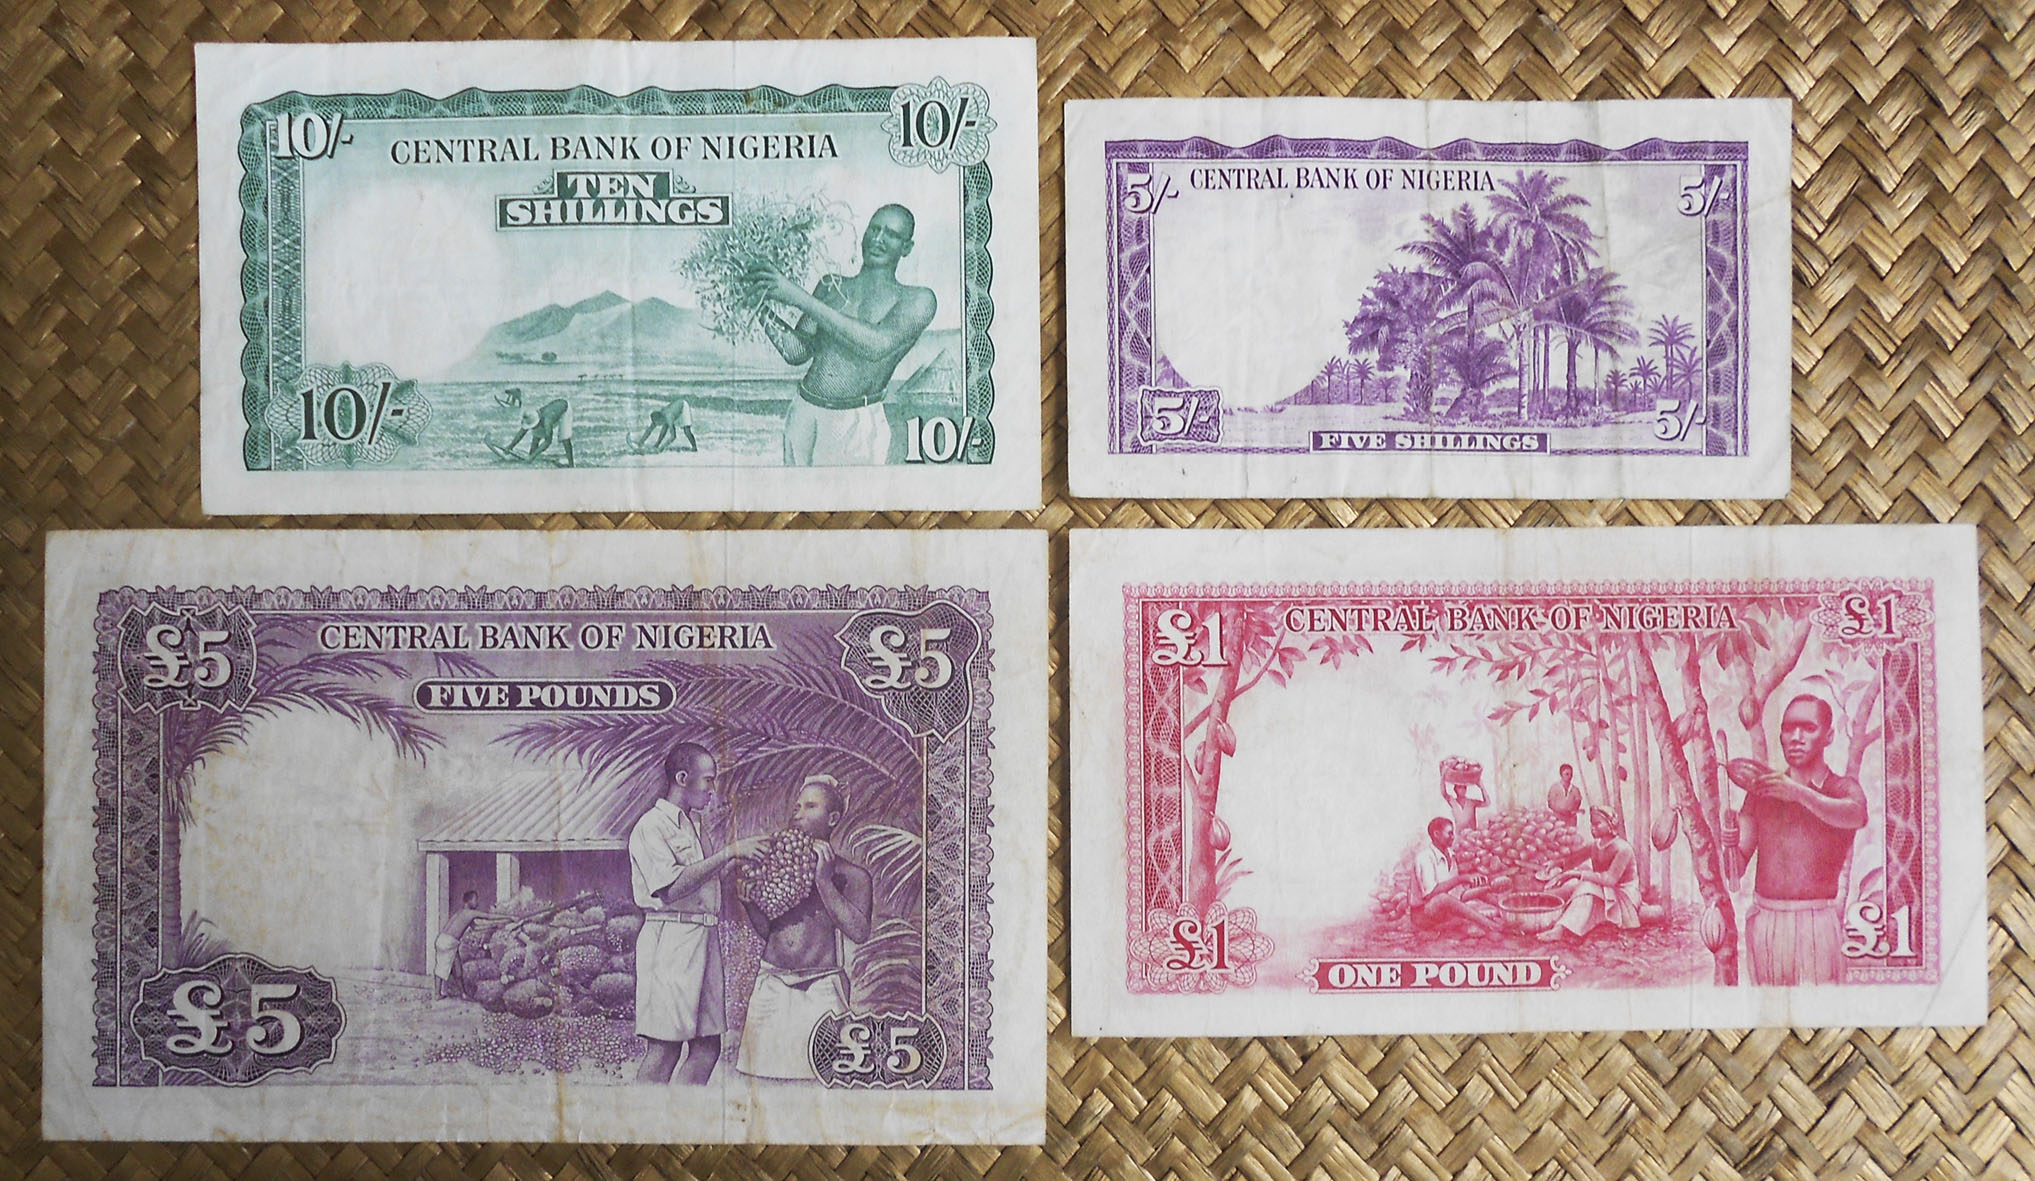 10/-
10/-
CENTRAL BANK OF NIGERIA
TEN
SHILLINGS
10/-
10/-
5/-
CENTRAL BANK OF NIGERIA
5/-
5/-
5/-
FIVE SHILLINGS
£5
CENTRAL BANK OF NIGERIA
£5
FIVE POUNDS
£5
£5
£1
CENTRAL BANK OF NIGERIA
£1
£1
£1
ONE POUND